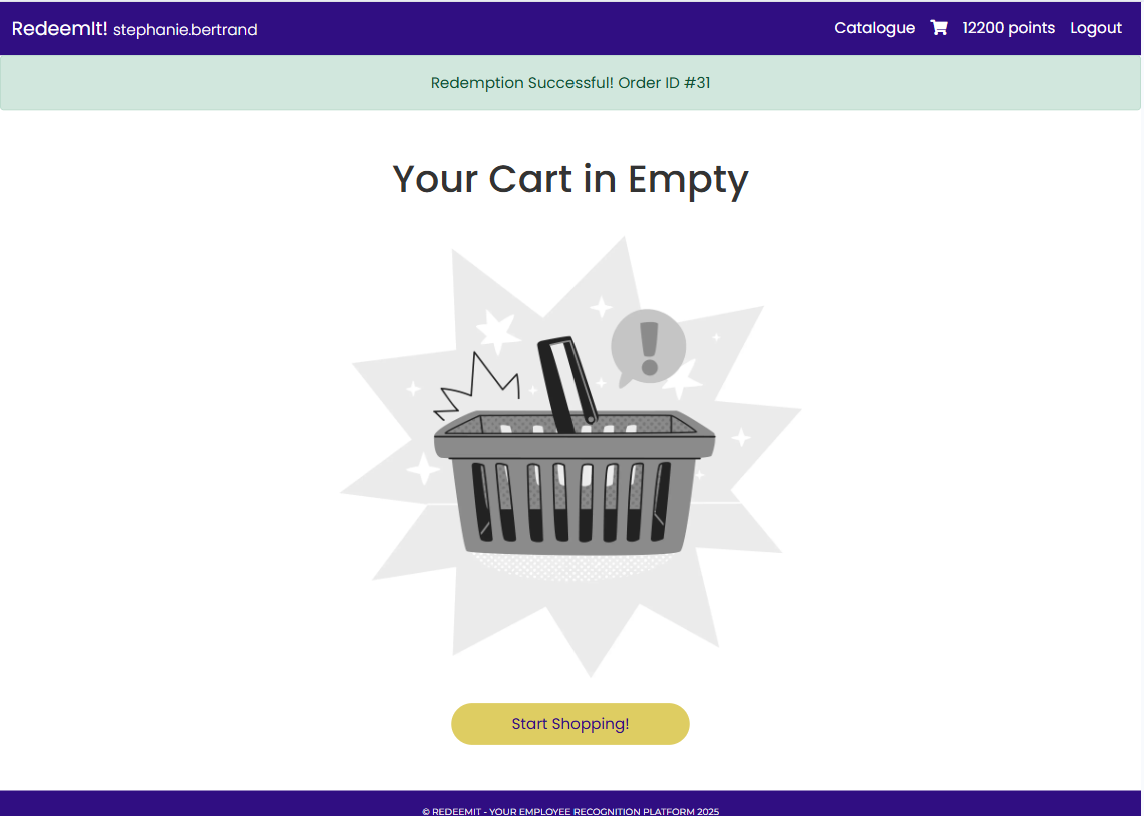 RedeemIt! stephanie.bertrand Catalogue 12200 points Logout
Redemption Successful! Order ID #31
Your Cart in Empty
!
Start Shopping!
© REDEEMIT - YOUR EMPLOYEE RECOGNITION PLATFORM 2025